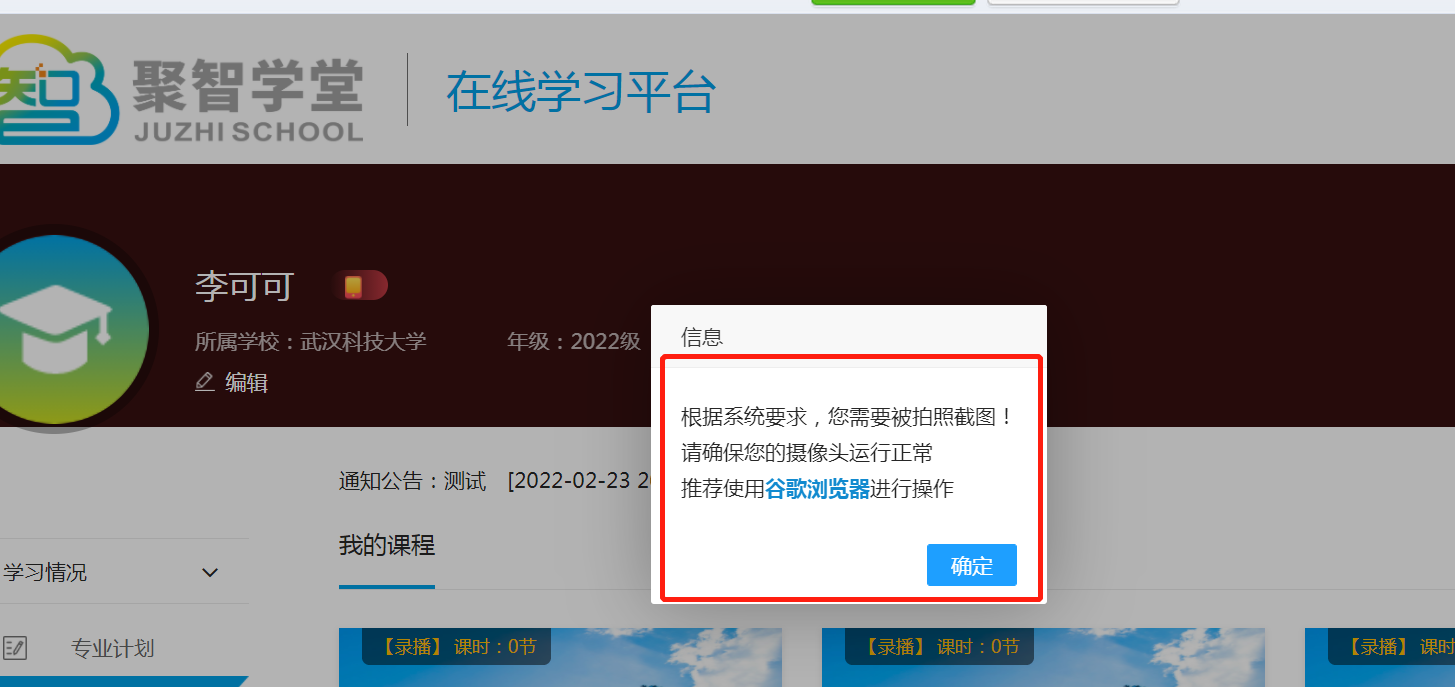 智
聚智学堂
JUZHI SCHOOL
在线学习平台
李可可
所属学校：武汉科技大学
年级：2022级
编辑
信息
根据系统要求，您需要被拍照截图！
请确保您的摄像头运行正常
推荐使用谷歌浏览器进行操作
确定
通知公告：测试 [2022-02-23 2
我的课程
学习情况
专业计划
【录播】 课时：0节
【录播】 课时：0节
【录播】 课时